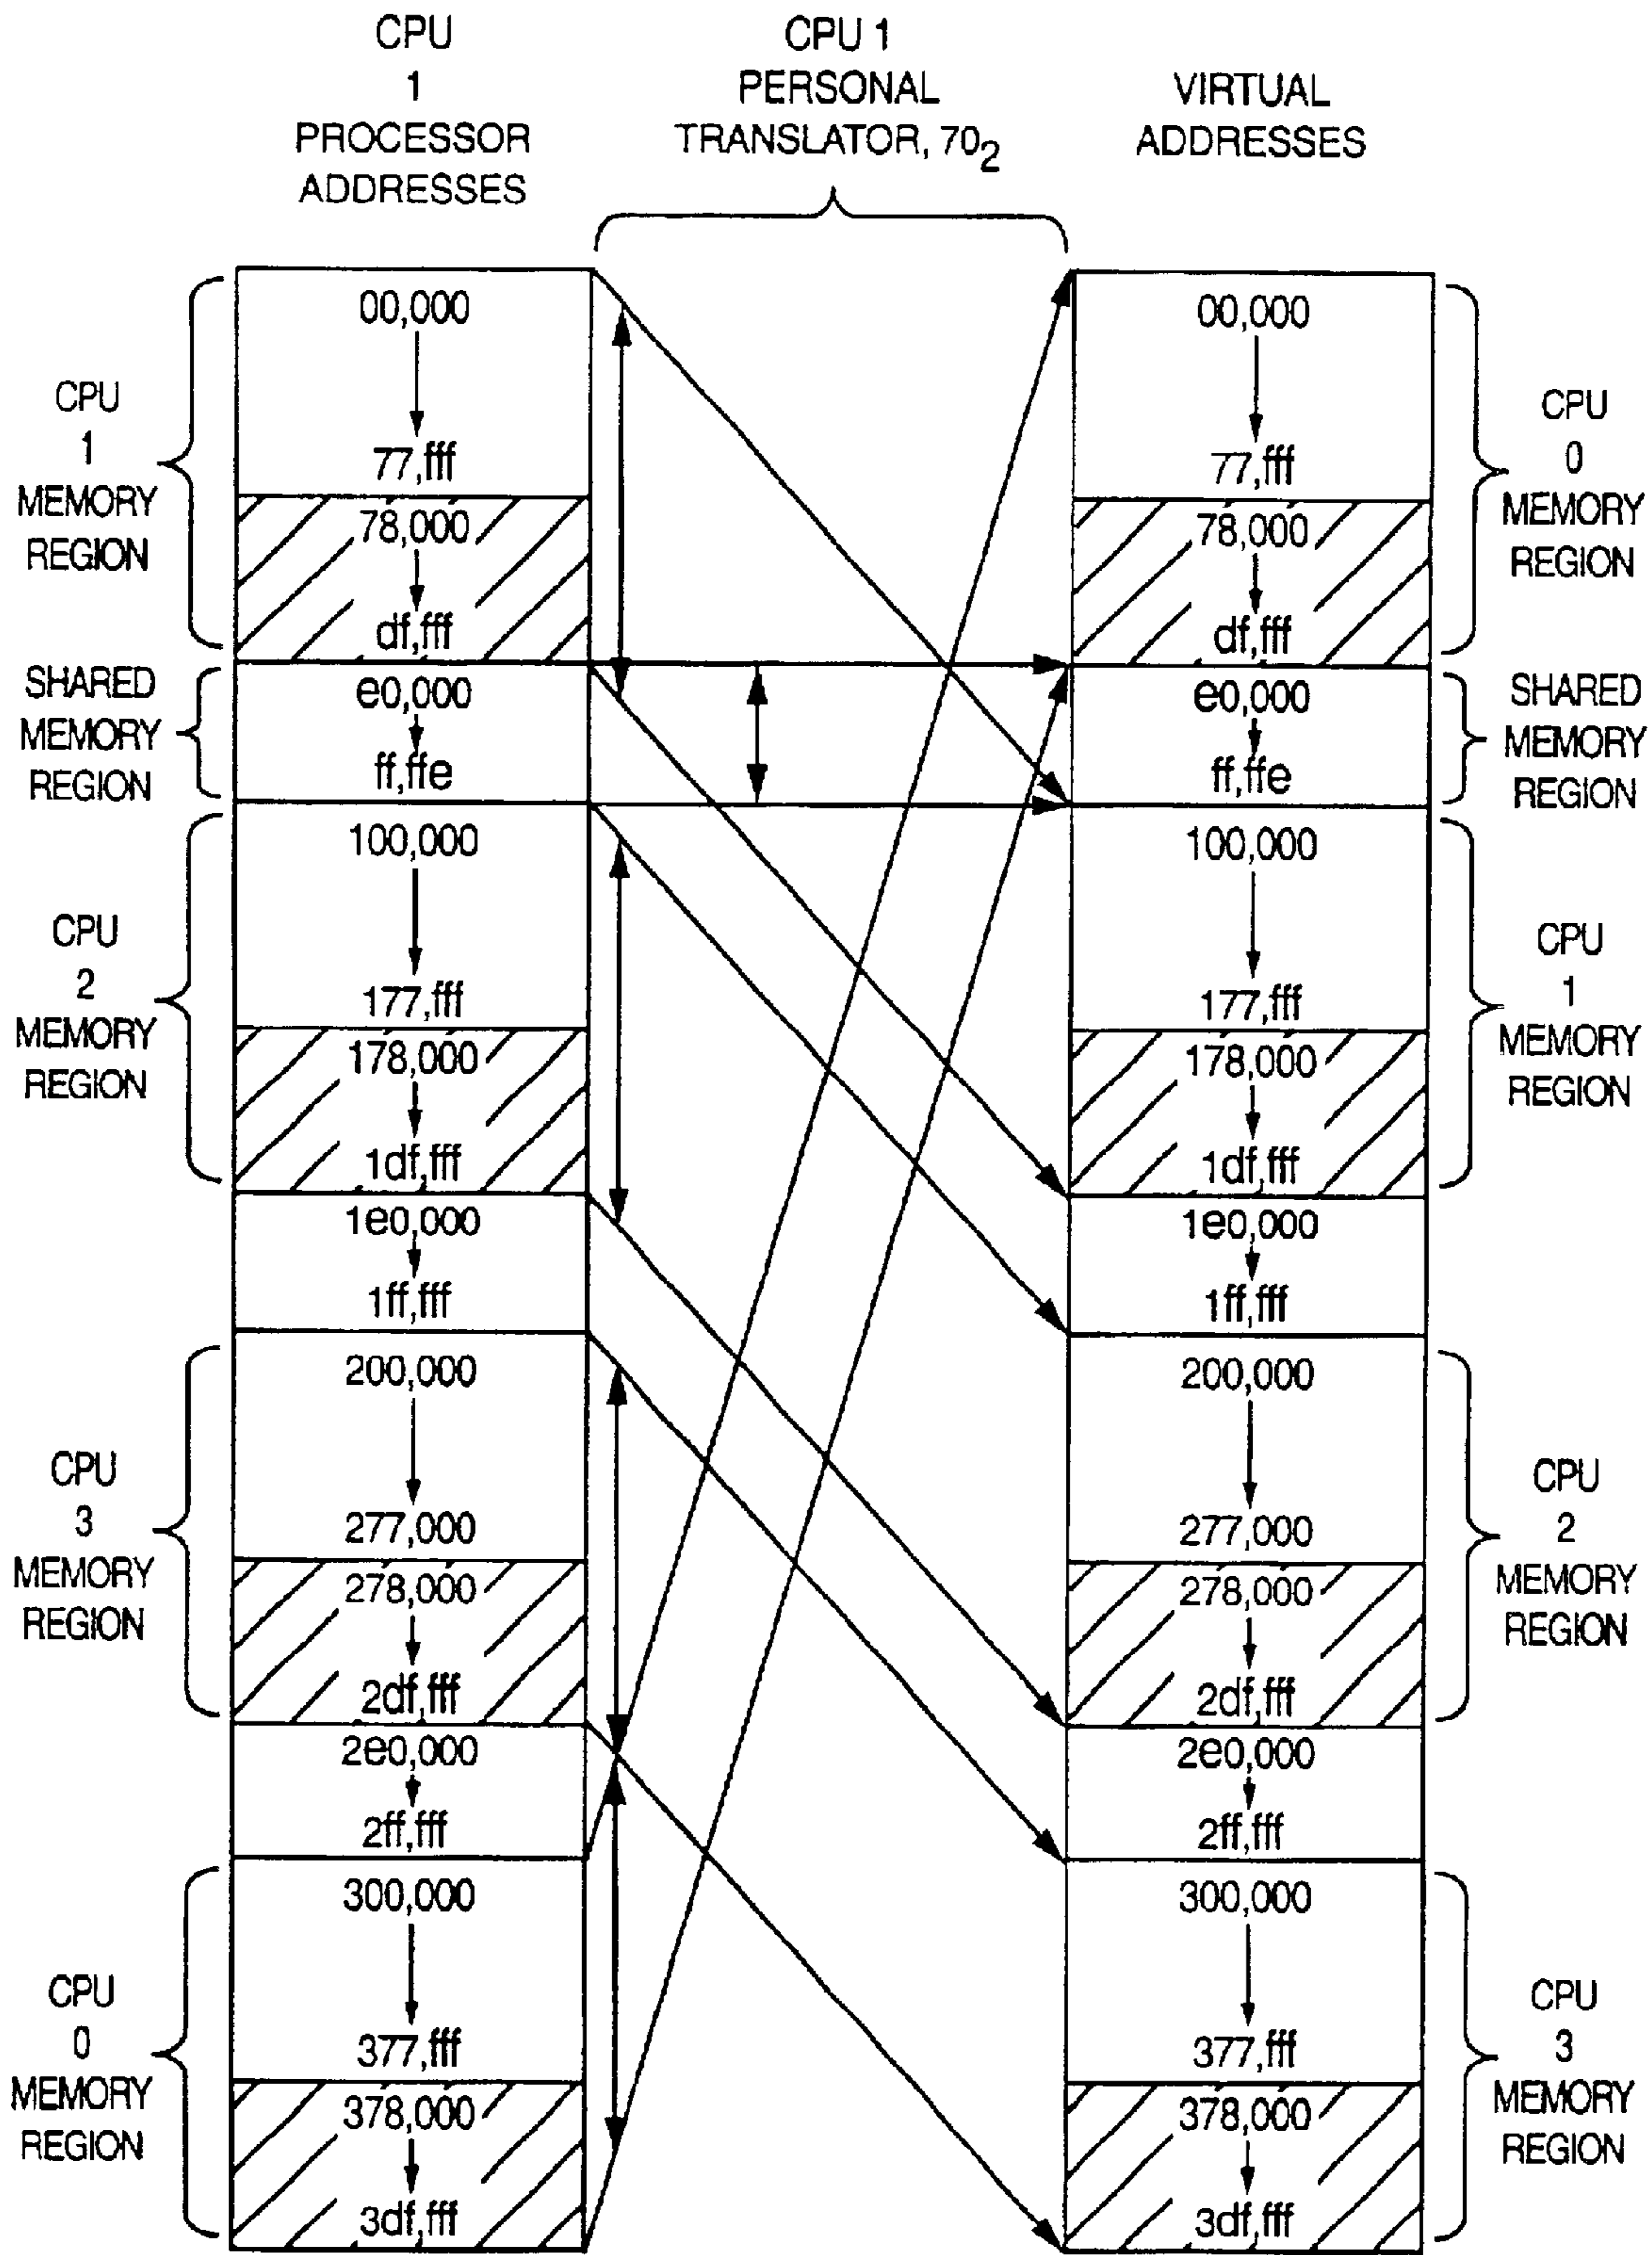 CPU
1
PROCESSOR
ADDRESSES
CPU 1
PERSONAL
TRANSLATOR, 70₂
VIRTUAL
ADDRESSES
CPU
1
MEMORY
REGION
00,000
77,fff
78,000
df,fff
SHARED
MEMORY
REGION
e0,000
ff,ffe
CPU
2
MEMORY
REGION
100,000
177,fff
178,000
1df,fff
1e0,000
1ff,fff
CPU
3
MEMORY
REGION
200,000
277,000
278,000
2df,fff
2e0,000
2ff,fff
CPU
0
MEMORY
REGION
300,000
377,fff
378,000
3df,fff
00,000
77,fff
78,000
df,fff
CPU
0
MEMORY
REGION
e0,000
ff,ffe
SHARED
MEMORY
REGION
100,000
177,fff
178,000
1df,fff
CPU
1
MEMORY
REGION
1e0,000
1ff,fff
200,000
277,000
278,000
2df,fff
CPU
2
MEMORY
REGION
2e0,000
2ff,fff
300,000
377,fff
378,000
3df,fff
CPU
3
MEMORY
REGION